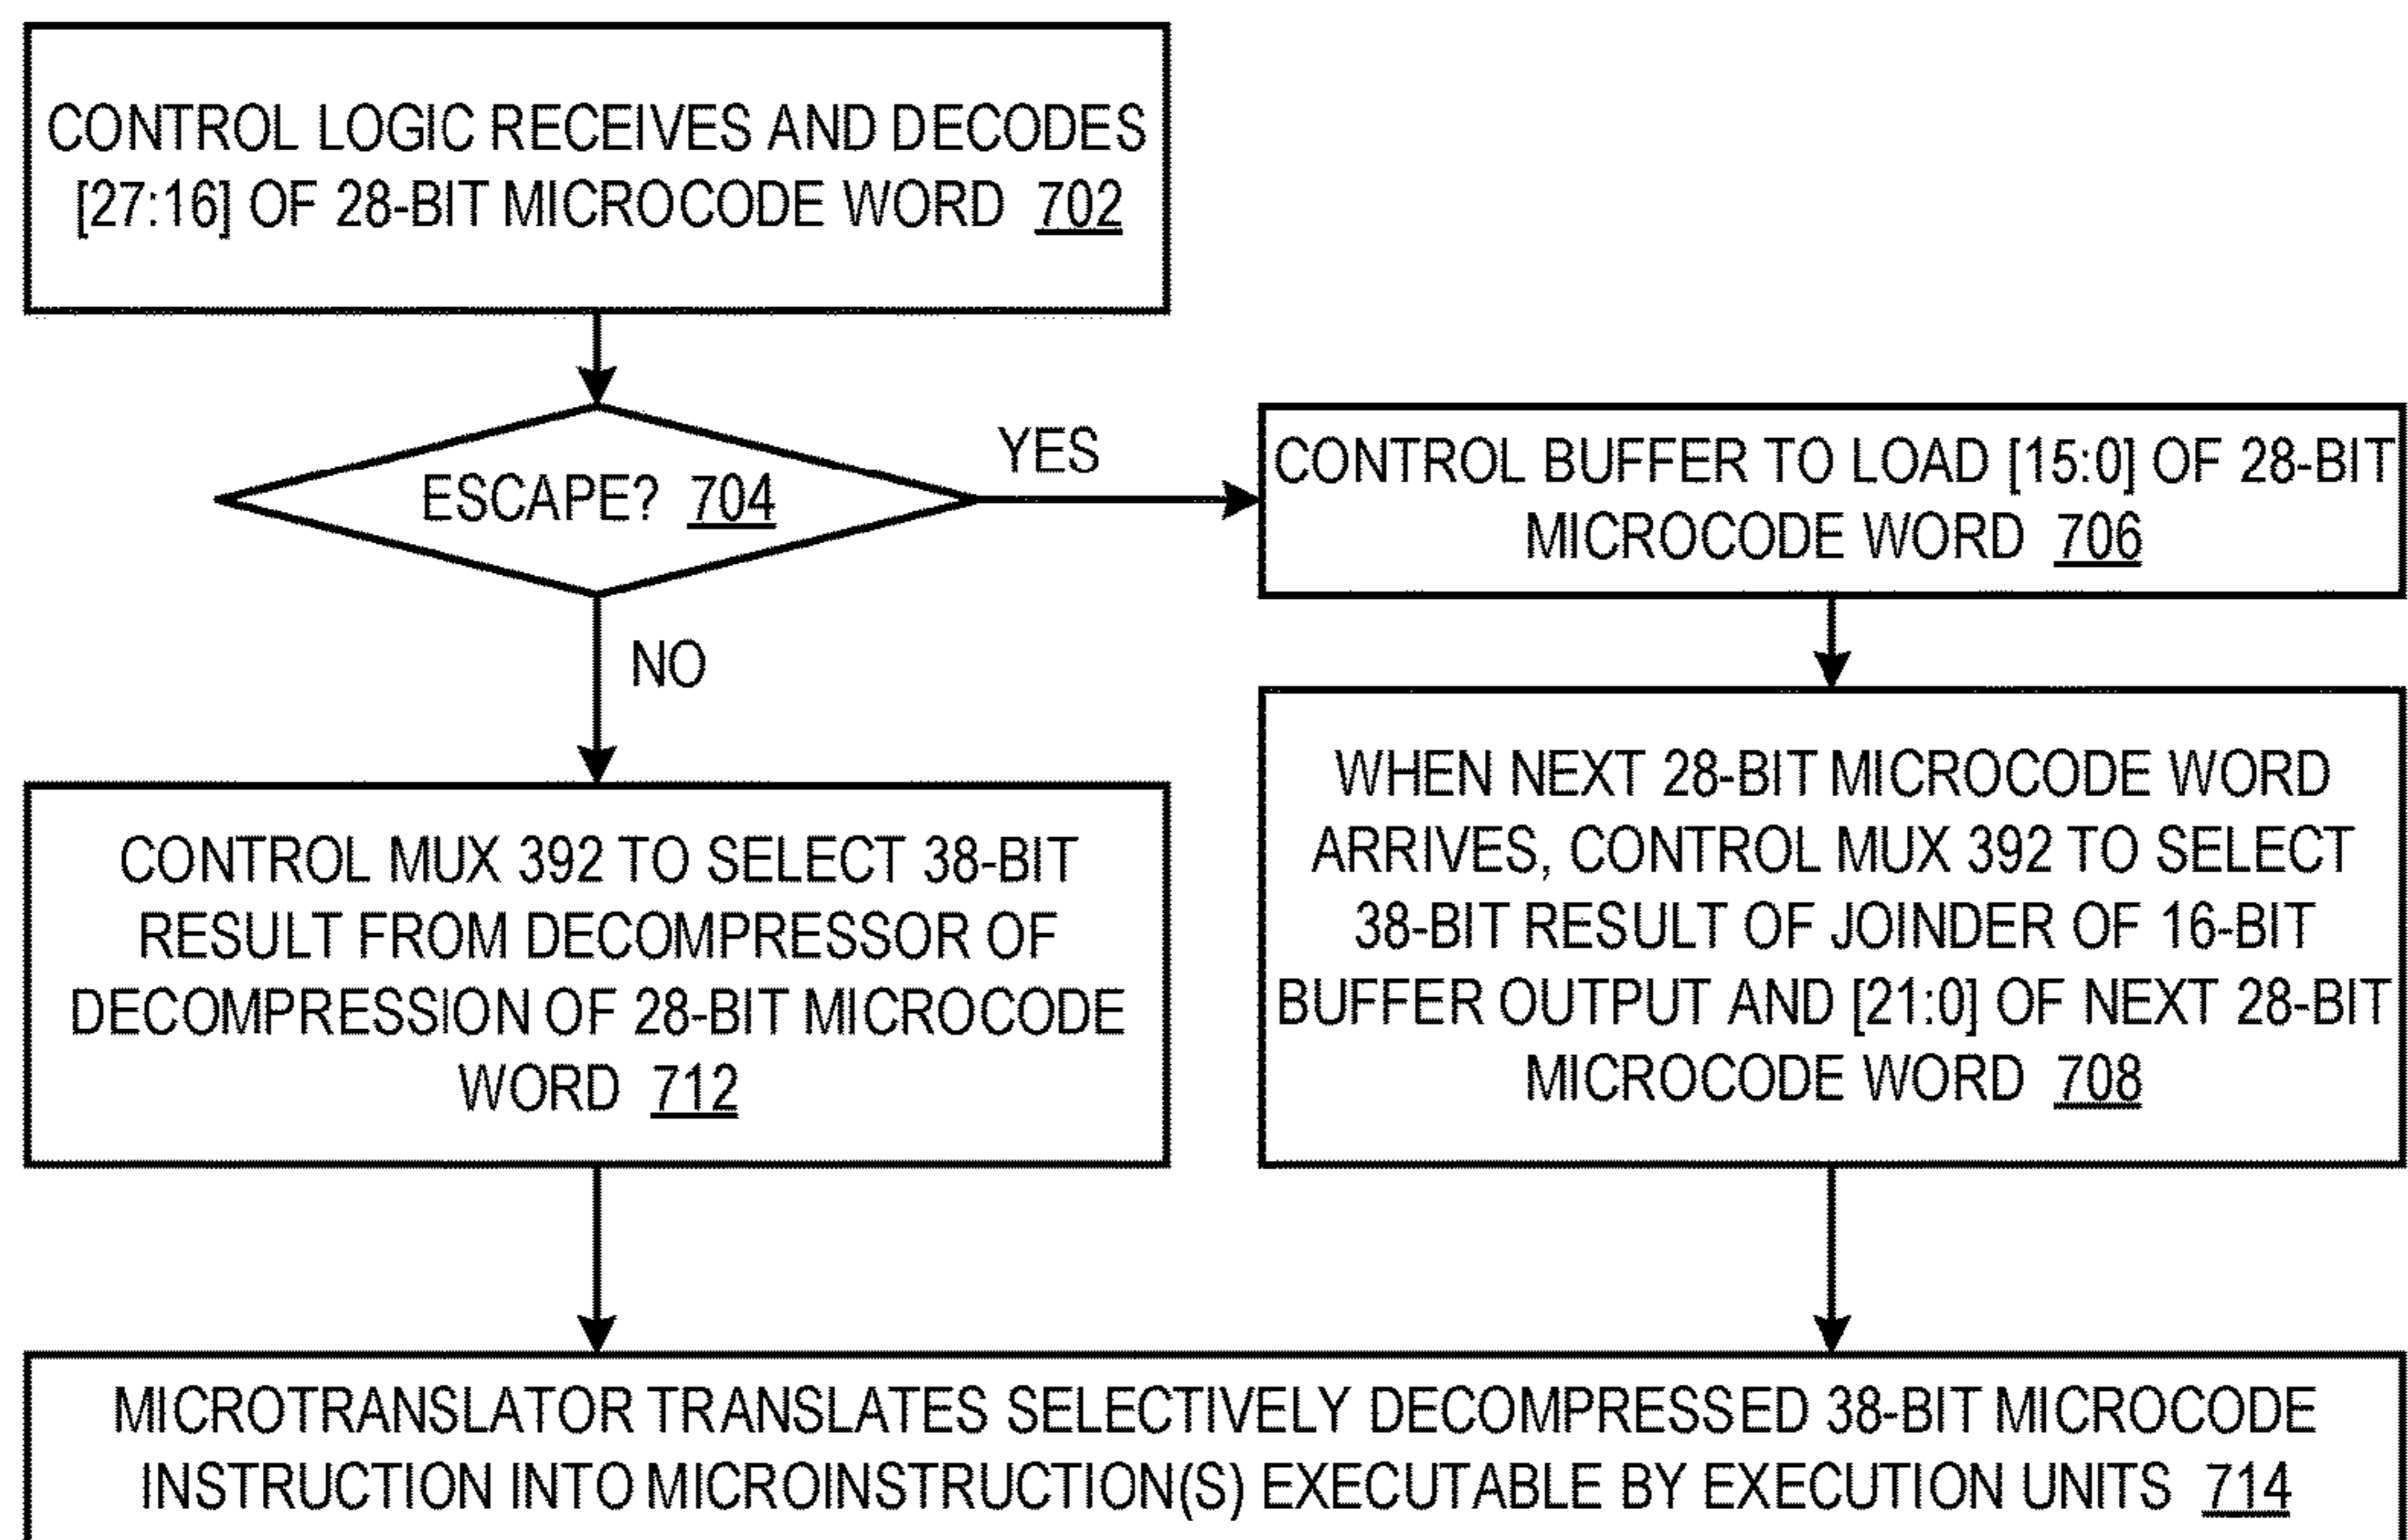 CONTROL LOGIC RECEIVES AND DECODES
[27:16] OF 28-BIT MICROCODE WORD 702
ESCAPE? 704
YES
CONTROL BUFFER TO LOAD [15:0] OF 28-BIT
MICROCODE WORD 706
NO
CONTROL MUX 392 TO SELECT 38-BIT
RESULT FROM DECOMPRESSOR OF
DECOMPRESSION OF 28-BIT MICROCODE
WORD 712
WHEN NEXT 28-BIT MICROCODE WORD
ARRIVES, CONTROL MUX 392 TO SELECT
38-BIT RESULT OF JOINDER OF 16-BIT
BUFFER OUTPUT AND [21:0] OF NEXT 28-BIT
MICROCODE WORD 708
MICROTRANSLATOR TRANSLATES SELECTIVELY DECOMPRESSED 38-BIT MICROCODE
INSTRUCTION INTO MICROINSTRUCTION(S) EXECUTABLE BY EXECUTION UNITS 714